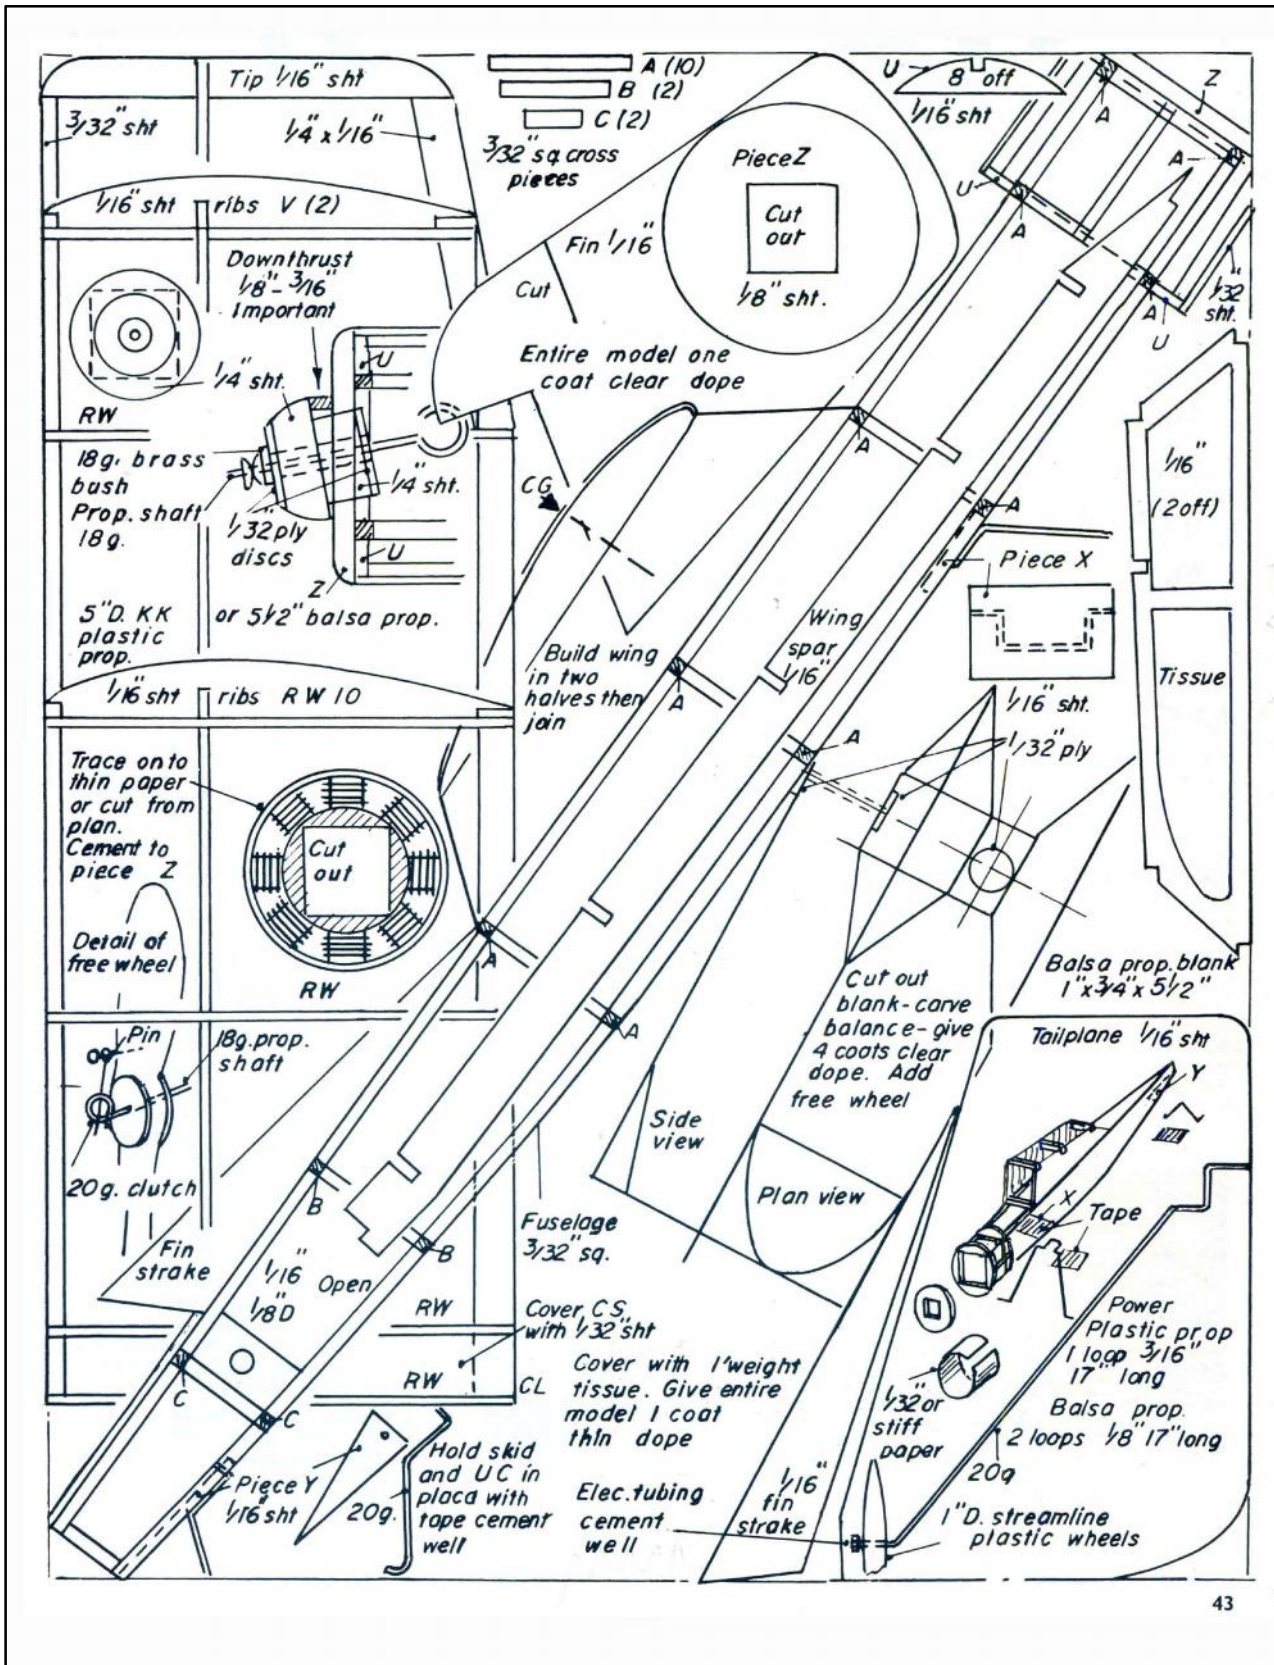 Tip 1/16" sht
3/32" sht
1/4" x 1/16"
A (10)
B (2)
C (2)
3/32" sq cross
pieces
U
8 off
1/16" sht
A
Z
A
A
U
A
A
U
1/32"
sht.
1/16" sht ribs V (2)
Piece Z
Cut
out
1/8" sht.
Fin 1/16"
Cut
Downthrust
1/8"-3/16"
Important
Entire model one
coat clear dope
1/4" sht.
U
RW
18g. brass
bush
Prop. shaft
18g.
1/32" ply
discs
1/4" sht.
U
Z
CG
A
A
1/16"
(2 off)
Piece X
5"D. KK
plastic
prop.
or 5 1/2" balsa prop.
Build wing
in two
halves then
join
Wing
spar
1/16"
A
Tissue
1/16" sht ribs RW 10
1/16" sht.
1/32" ply
A
Trace on to
thin paper
or cut from
plan.
Cement to
piece Z
Cut
out
Detail of
free wheel
RW
A
Balsa prop. blank
1"x3/4"x 5 1/2"
Cut out
blank-carve
balance-give
4 coats clear
dope. Add
free wheel
A
Pin
18g. prop.
shaft
Tailplane 1/16" sht
Y
Side
view
20g. clutch
B
Plan view
X
Tape
Fin
strake
1/16"
1/8 D
Open
B
Fuselage
3/32" sq.
RW
Cover, CS,
with 1/32" sht
RW
CL
C
C
Cover with 1' weight
tissue. Give entire
model 1 coat
thin dope
Power
Plastic prop
1 loop 3/16"
17" long
Balsa prop.
2 loops 1/8" 17" long
1/32" or
stiff
paper
20g
Piece Y
1/16" sht
20g.
Hold skid
and UC in
placd with
tape cement
well
Elec. tubing
cement
well
1/16"
fin
strake
1"D. streamline
plastic wheels
43